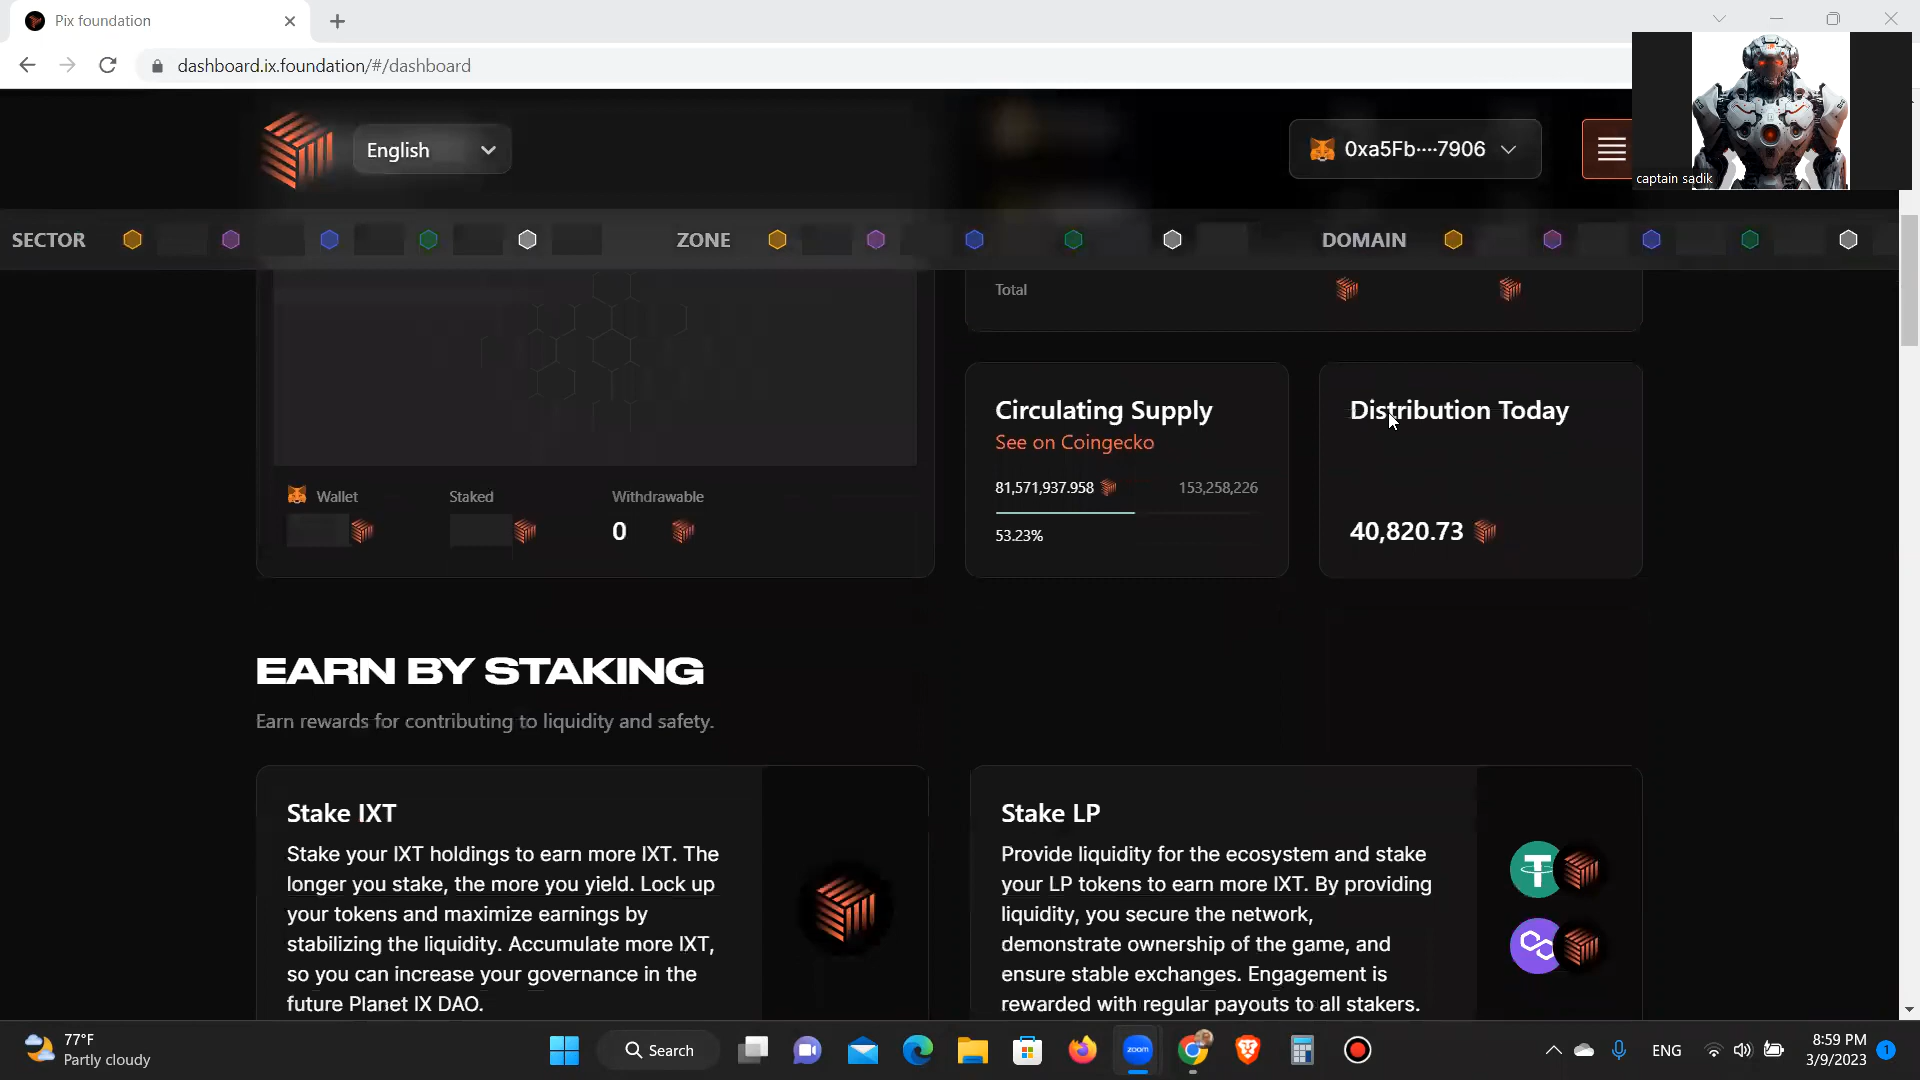 Pix foundation
dashboard.ix.foundation/#/dashboard
captain sadik
English
0xa5Fb····7906
SECTOR
ZONE
DOMAIN
Total
Circulating Supply
See on Coingecko
81,571,937.958
153,258,226
53.23%
Distribution Today
40,820.73
Wallet
Staked
Withdrawable
0
EARN BY STAKING
Earn rewards for contributing to liquidity and safety.
Stake IXT
Stake your IXT holdings to earn more IXT. The
longer you stake, the more you yield. Lock up
your tokens and maximize earnings by
stabilizing the liquidity. Accumulate more IXT,
so you can increase your governance in the
future Planet IX DAO.
Stake LP
Provide liquidity for the ecosystem and stake
your LP tokens to earn more IXT. By providing
liquidity, you secure the network,
demonstrate ownership of the game, and
ensure stable exchanges. Engagement is
rewarded with regular payouts to all stakers.
77°F
Partly cloudy
Search
zoom
ENG
8:59 PM
3/9/2023
1